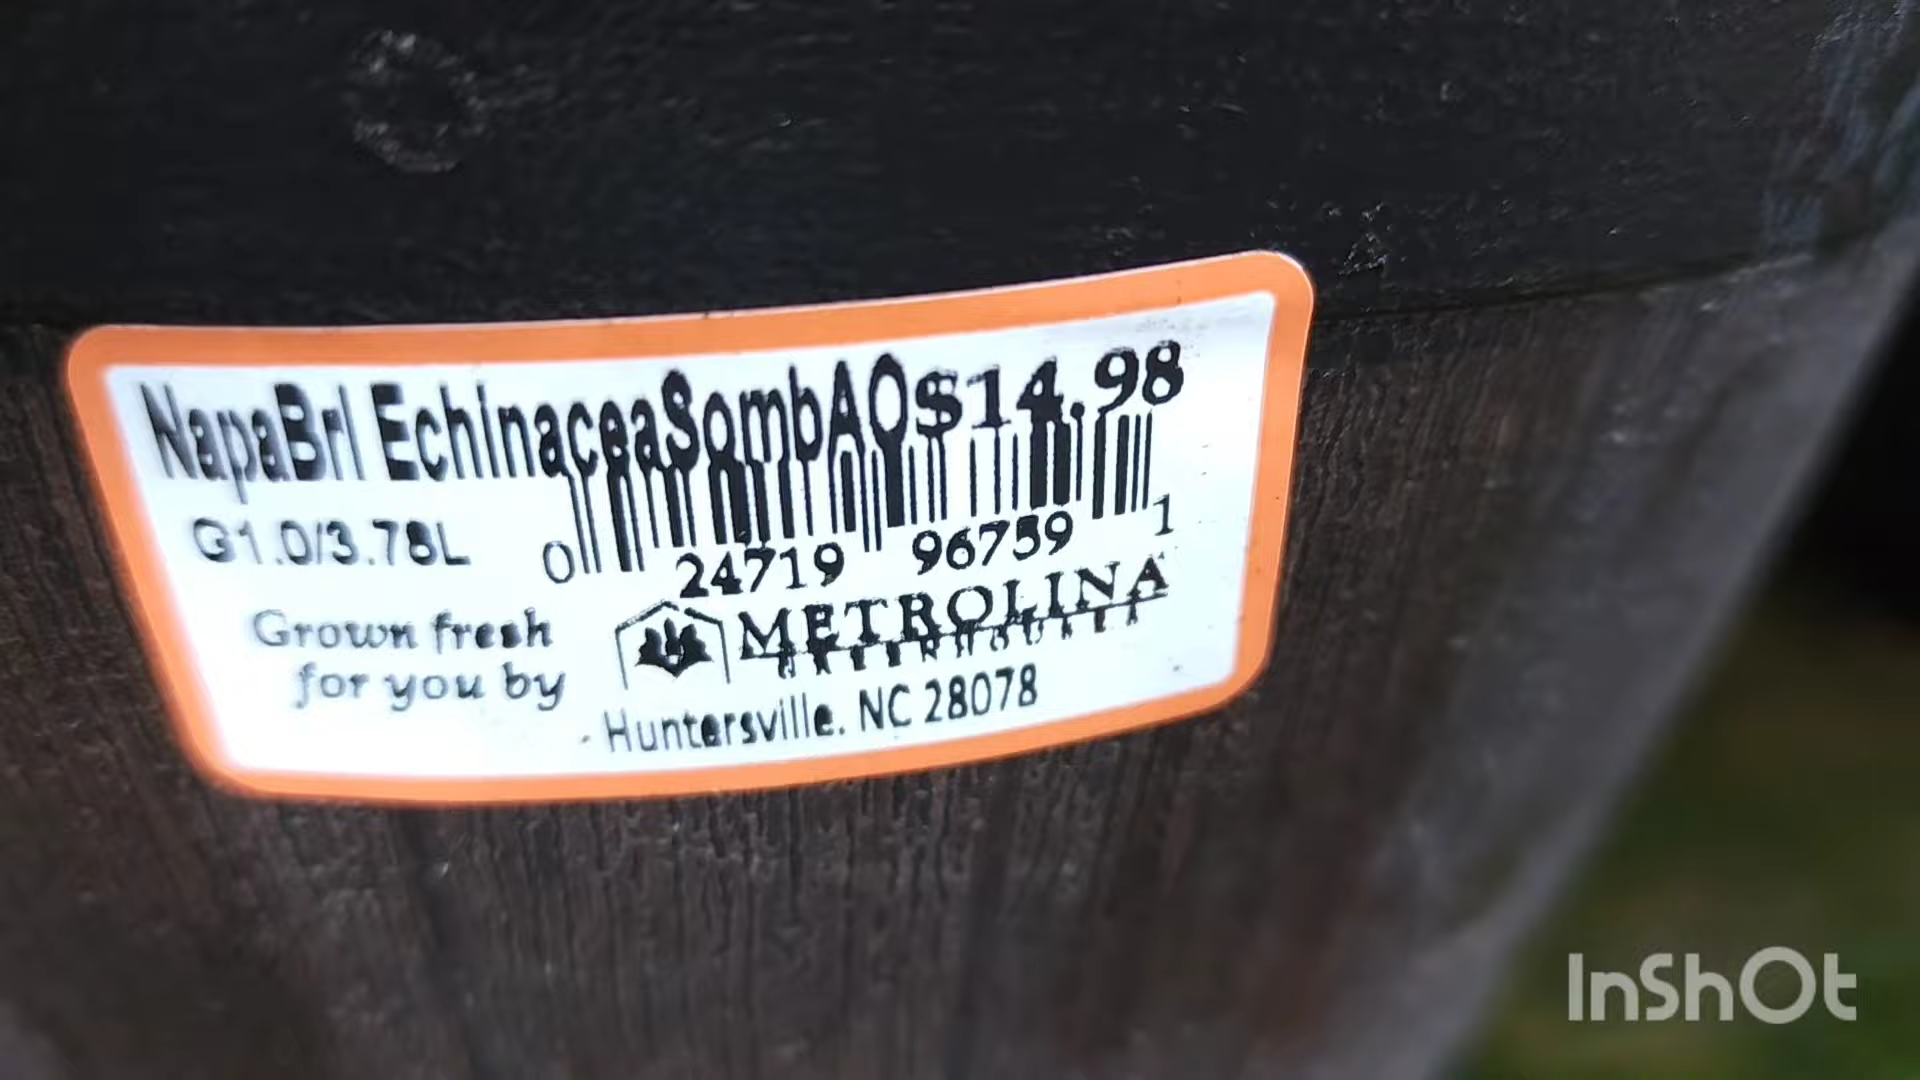 NapaBrl EchinaceaSombAO $14.98
G1.0/3.78L
0 24719 96759 1
Grown fresh
for you by
METROLINA
GREENHOUSES
Huntersville, NC 28078
InShOt